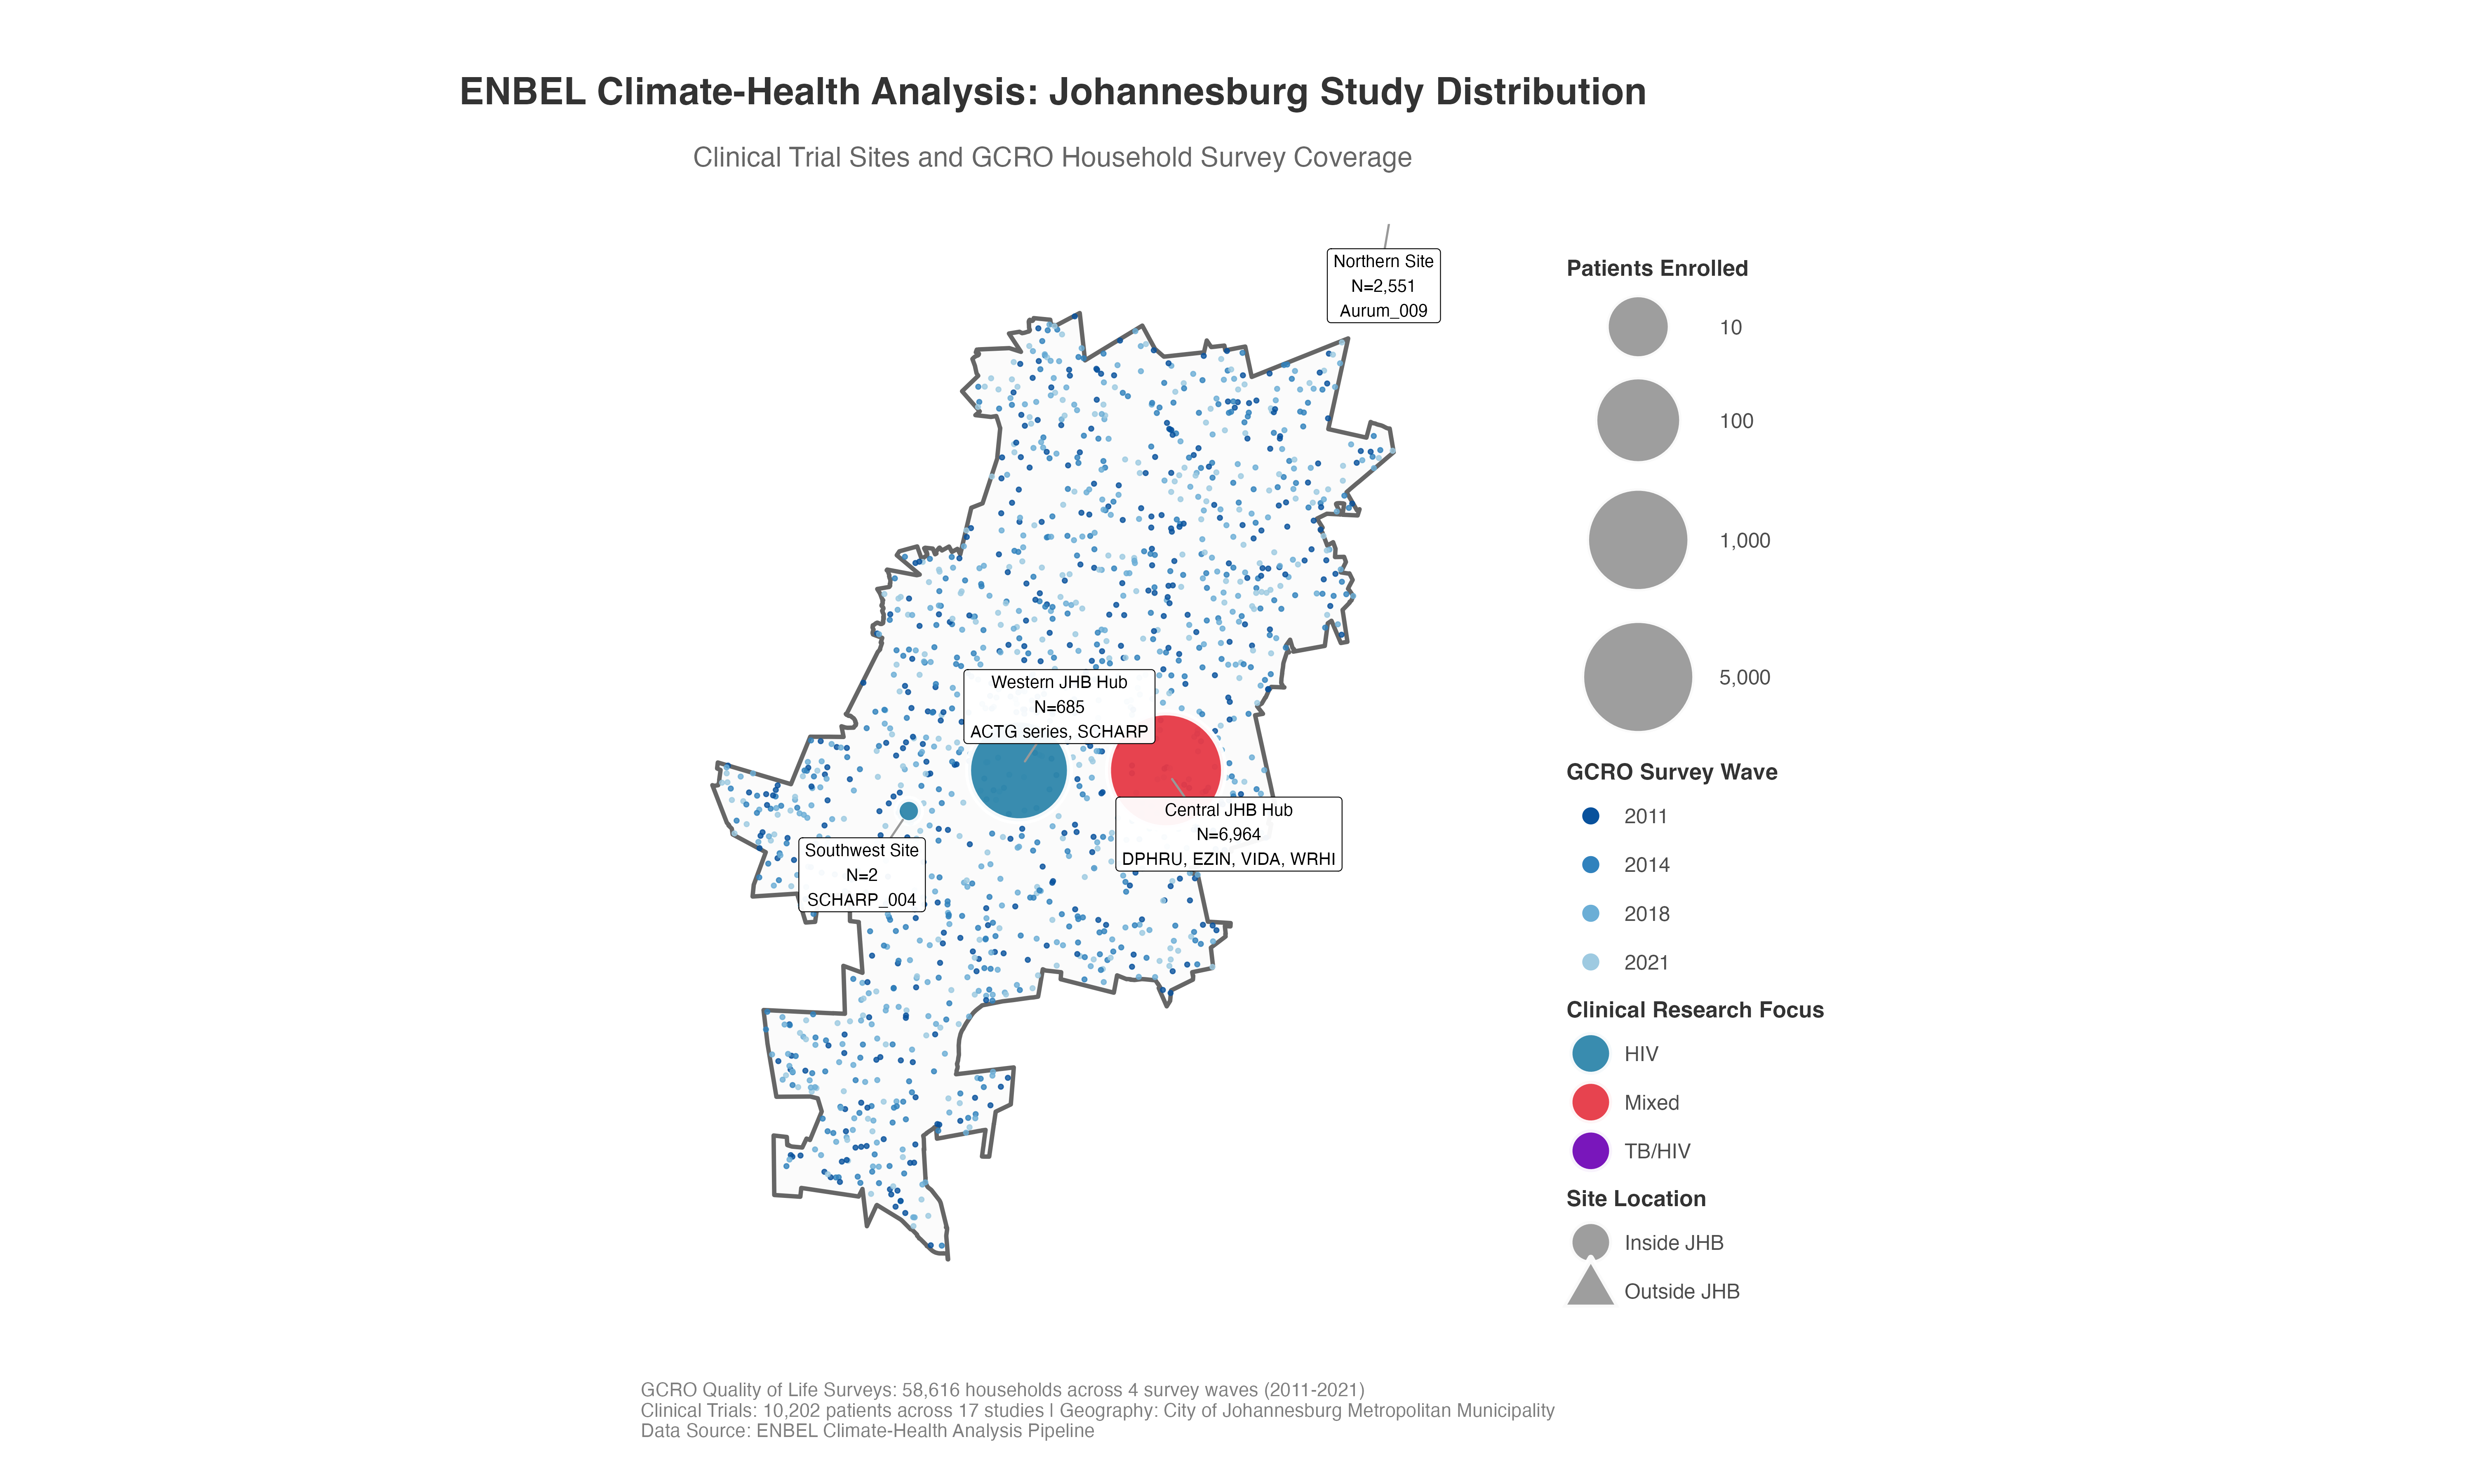 ENBEL Climate-Health Analysis: Johannesburg Study Distribution
Clinical Trial Sites and GCRO Household Survey Coverage
Northern Site
N=2,551
Aurum_009
Western JHB Hub
N=685
ACTG series, SCHARP
Central JHB Hub
N=6,964
DPHRU, EZIN, VIDA, WRHI
Southwest Site
N=2
SCHARP_004
Patients Enrolled
10
100
1,000
5,000
GCRO Survey Wave
2011
2014
2018
2021
Clinical Research Focus
HIV
Mixed
TB/HIV
Site Location
Inside JHB
Outside JHB
GCRO Quality of Life Surveys: 58,616 households across 4 survey waves (2011-2021)
Clinical Trials: 10,202 patients across 17 studies | Geography: City of Johannesburg Metropolitan Municipality
Data Source: ENBEL Climate-Health Analysis Pipeline